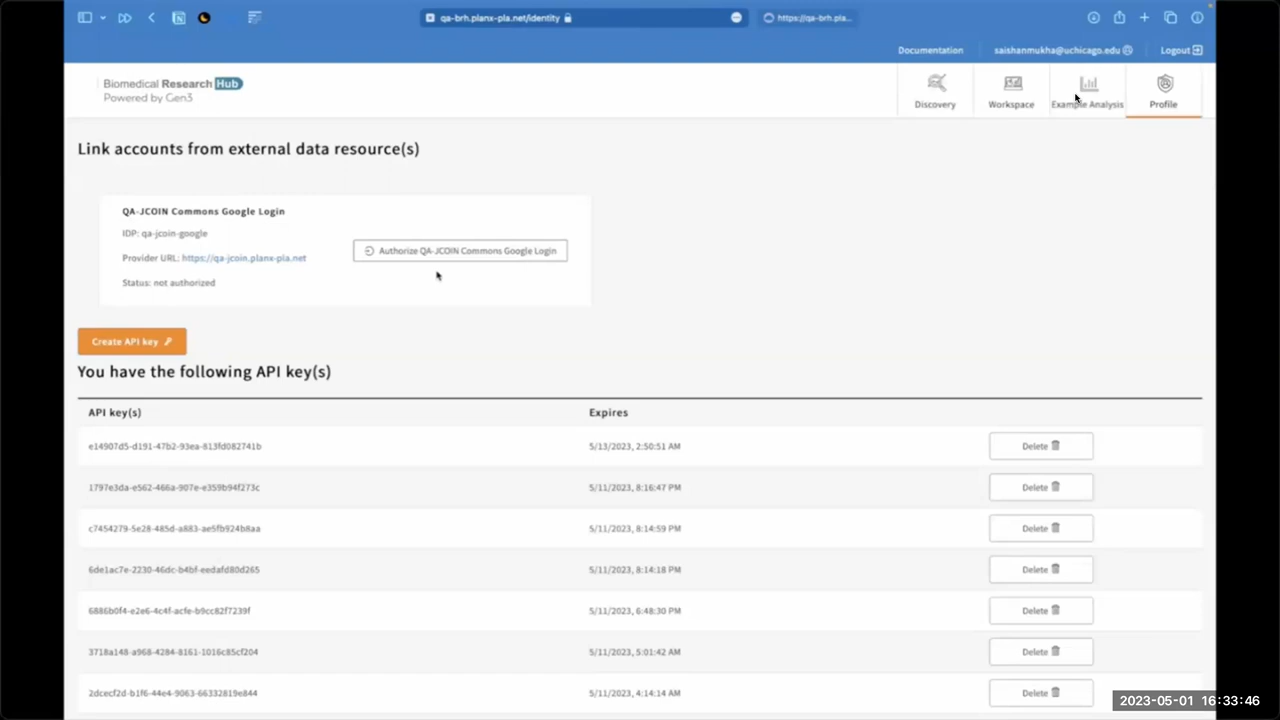 qa-brh.planx-pla.net/identity
https://qa-brh.pla...
Documentation
saishanmukha@uchicago.edu
Logout
Biomedical Research Hub
Powered by Gen3
Discovery
Workspace
Example Analysis
Profile
Link accounts from external data resource(s)
QA-JCOIN Commons Google Login
IDP: qa-jcoin-google
Provider URL: https://qa-jcoin.planx-pla.net
Status: not authorized
Authorize QA-JCOIN Commons Google Login
Create API key
You have the following API key(s)
API key(s) Expires
e14907d5-d191-47b2-93ea-813fd082741b 5/13/2023, 2:50:51 AM Delete
1797e3da-e562-466a-907e-e359b94f273c 5/11/2023, 8:16:47 PM Delete
c7454279-5e28-485d-a883-ae5fb924b8aa 5/11/2023, 8:14:59 PM Delete
6de1ac7e-2230-46dc-b4bf-eedafd80d265 5/11/2023, 8:14:18 PM Delete
6886b0f4-e2e6-4c4f-acfe-b9cc82f7239f 5/11/2023, 6:48:30 PM Delete
3718a148-a968-4284-8161-1016c85cf204 5/11/2023, 5:01:42 AM Delete
2dcecf2d-b1f6-44e4-9063-66332819e844 5/11/2023, 4:14:14 AM Delete
2023-05-01 16:33:46